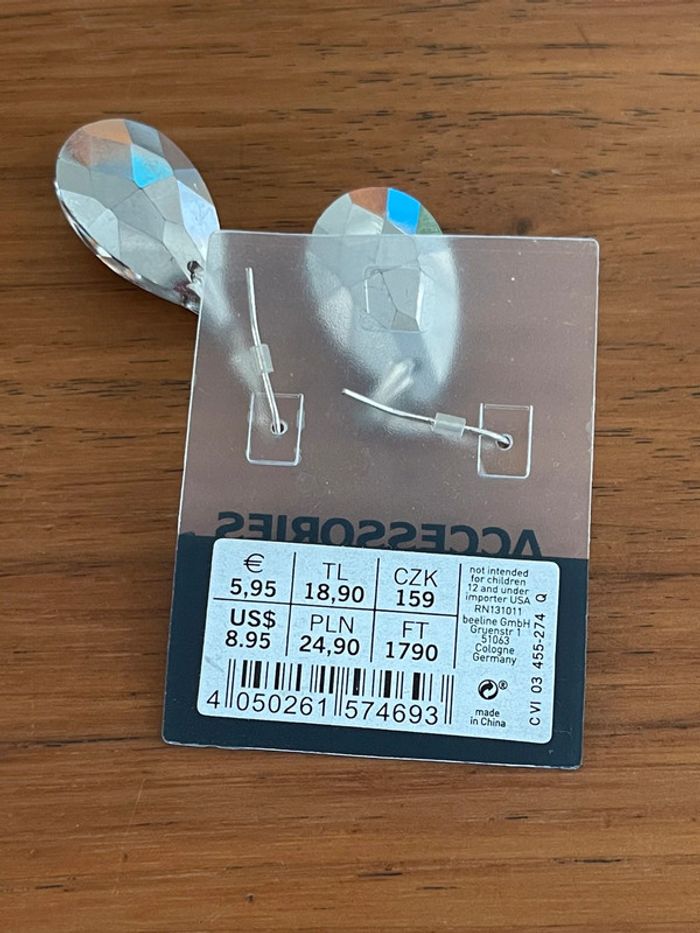 ACCESSORIES
€ TL CZK
5,95 18,90 159
US$ PLN FT
8.95 24,90 1790
4 050261 574693
not intended
for children
12 and under
importer USA
RN131011
beeline GmbH
Gruenstr 1
51063
Cologne
Germany
made
in China
CVI 03 455-274 Q